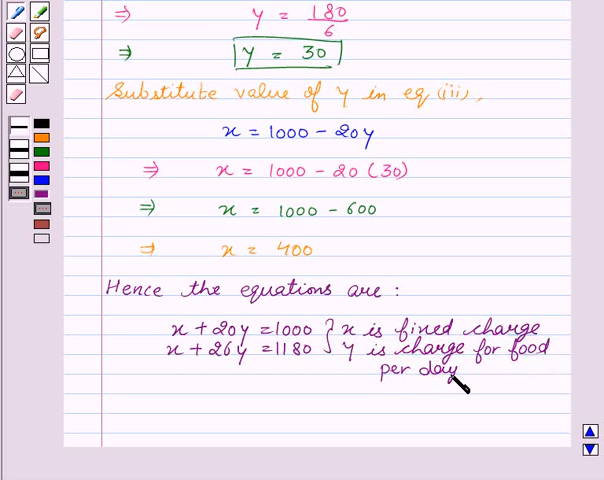 ⇒ y = 180/6
⇒ y = 30
Substitute value of y in eq (iii),
x = 1000 - 20y
⇒ x = 1000 - 20 (30)
⇒ x = 1000 - 600
⇒ x = 400
Hence the equations are :
x + 20y = 1000 } x is fixed charge
x + 26y = 1180 } y is charge for food
per day